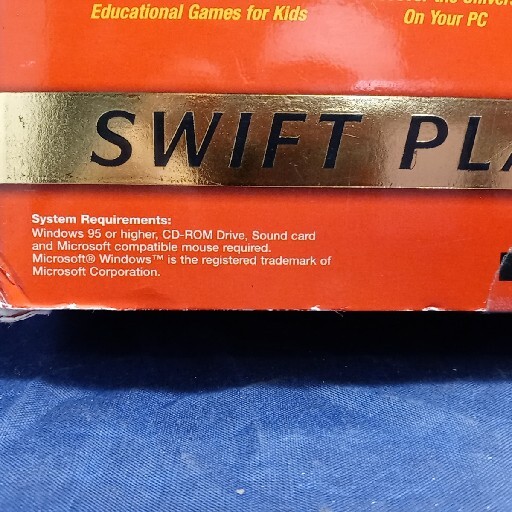 Educational Games for Kids
the
On Your PC
SWIFT
System Requirements:
Windows 95 or higher, CD-ROM Drive, Sound card
and Microsoft compatible mouse required.
Microsoft® Windows™ is the registered trademark of
Microsoft Corporation.